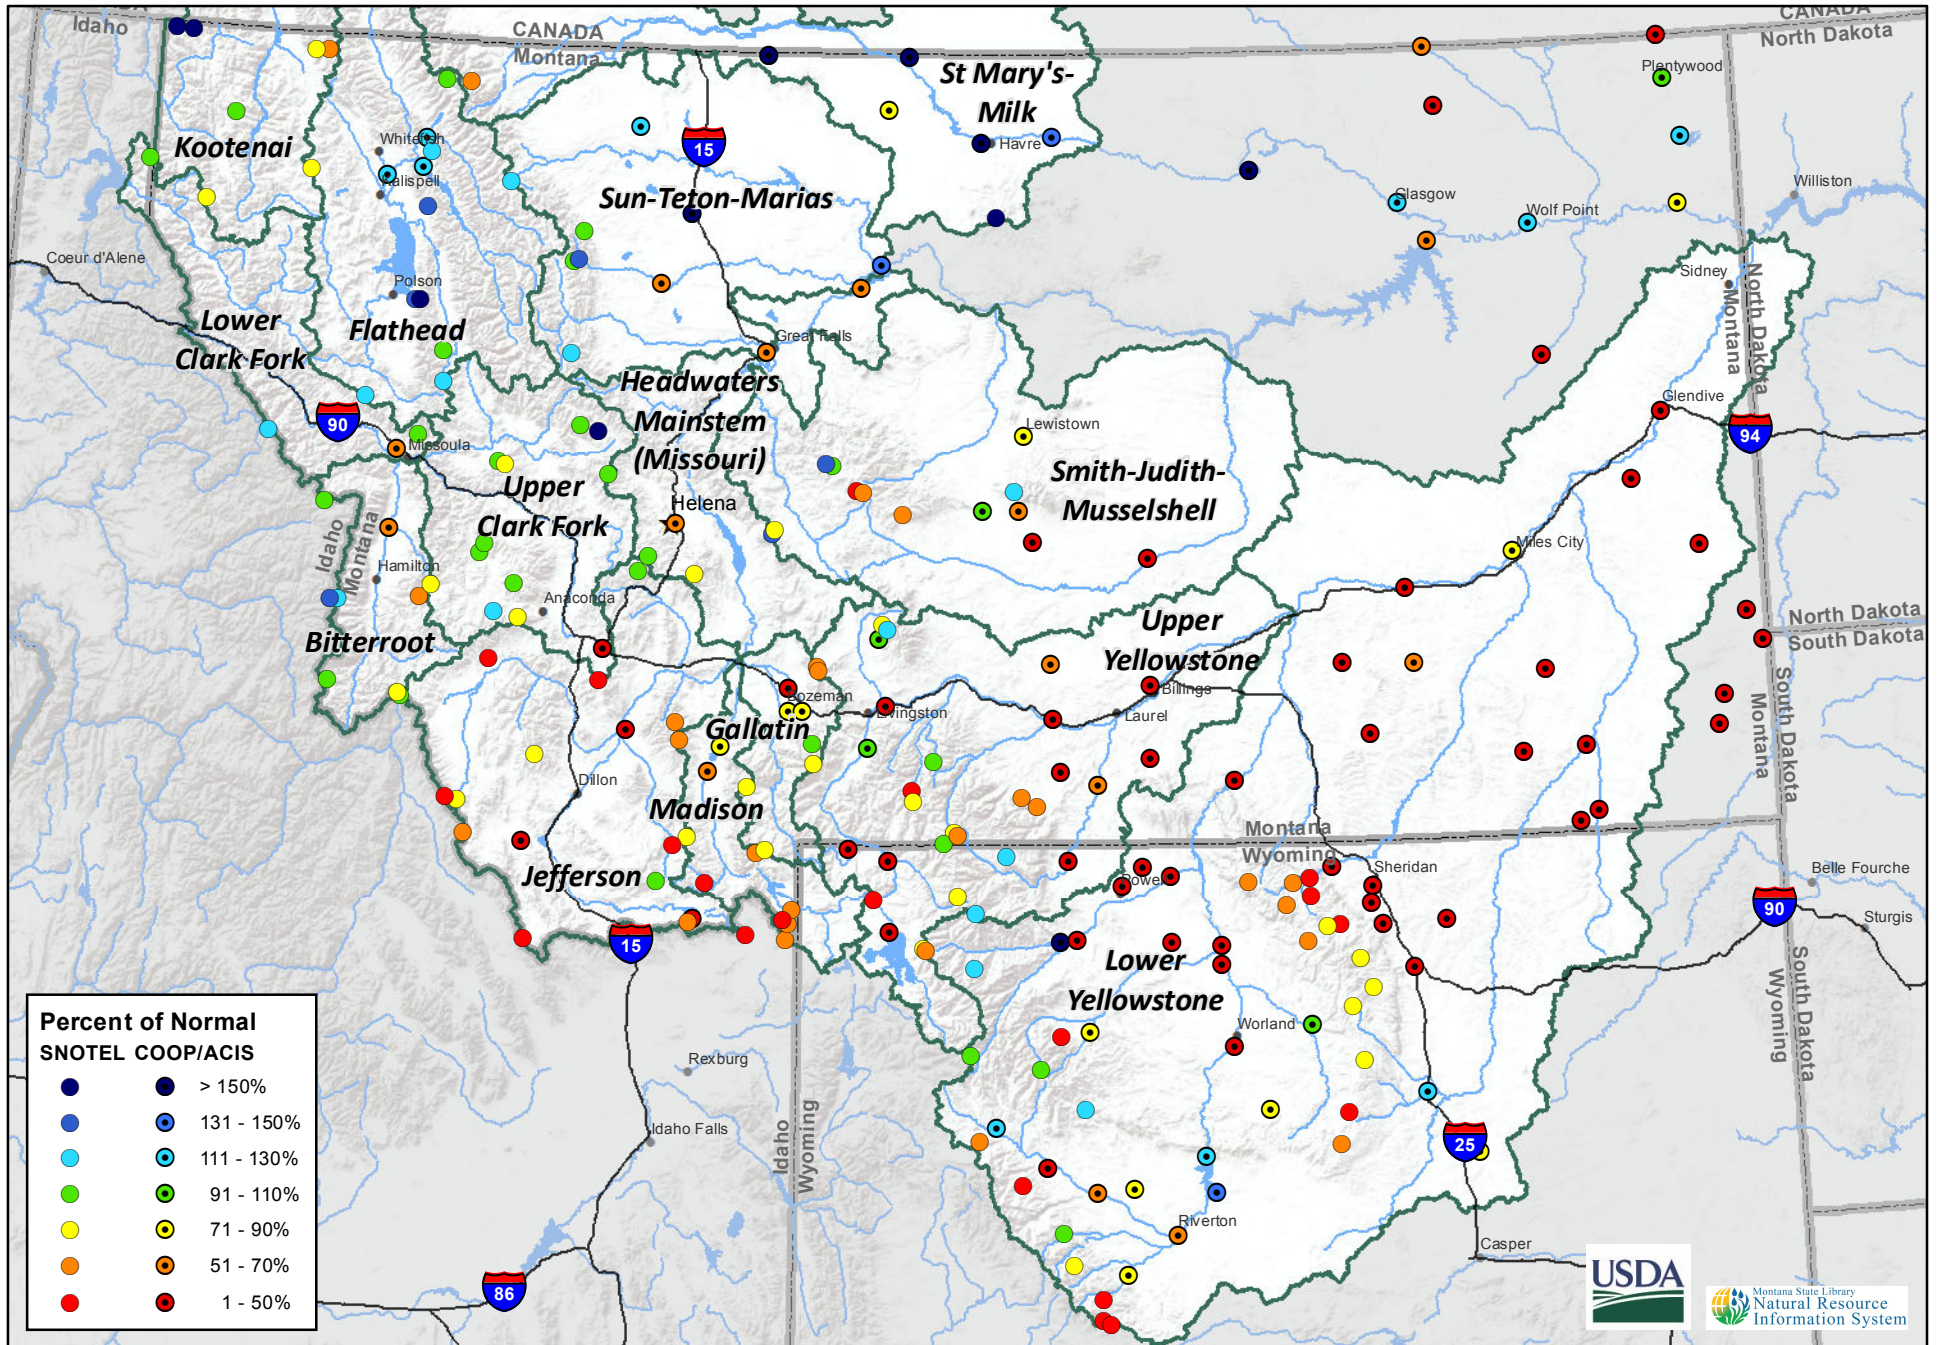 CANADA
Idaho
CANADA
Montana
CANADA
North Dakota
Plentywood
St Mary's-
Milk
Havre
Kootenai
Whitefish
Kalispell
15
Sun-Teton-Marias
Glasgow
Wolf Point
Williston
Coeur d'Alene
Polson
Sidney
North Dakota
Montana
Lower
Clark Fork
Flathead
Great Falls
Headwaters
Mainstem
(Missouri)
90
Missoula
Lewistown
Glendive
94
Smith-Judith-
Musselshell
Upper
Clark Fork
Helena
Idaho
Montana
Hamilton
Anaconda
Miles City
Bitterroot
Upper
Yellowstone
North Dakota
South Dakota
Bozeman
Livingston
Billings
Laurel
Gallatin
South Dakota
Montana
Dillon
Madison
Montana
Wyoming
Sheridan
Jefferson
Powell
Belle Fourche
90
Sturgis
15
Lower
Yellowstone
South Dakota
Wyoming
Worland
Rexburg
Idaho Falls
Idaho
Wyoming
25
Riverton
Casper
86
Percent of Normal
SNOTEL COOP/ACIS
> 150%
131 - 150%
111 - 130%
91 - 110%
71 - 90%
51 - 70%
1 - 50%
USDA
Montana State Library
Natural Resource
Information System